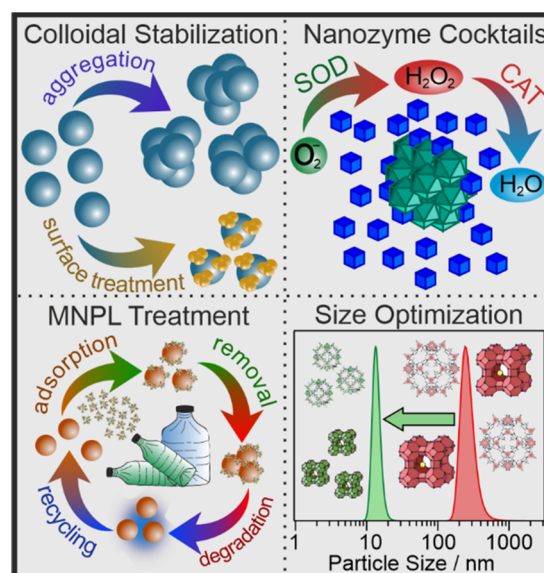 Colloidal Stabilization
aggregation
surface treatment
Nanozyme Cocktails
SOD
H₂O₂
CAT
O₂⁻
H₂O
MNPL Treatment
adsorption
removal
degradation
recycling
Size Optimization
1 10 100 1000
Particle Size / nm